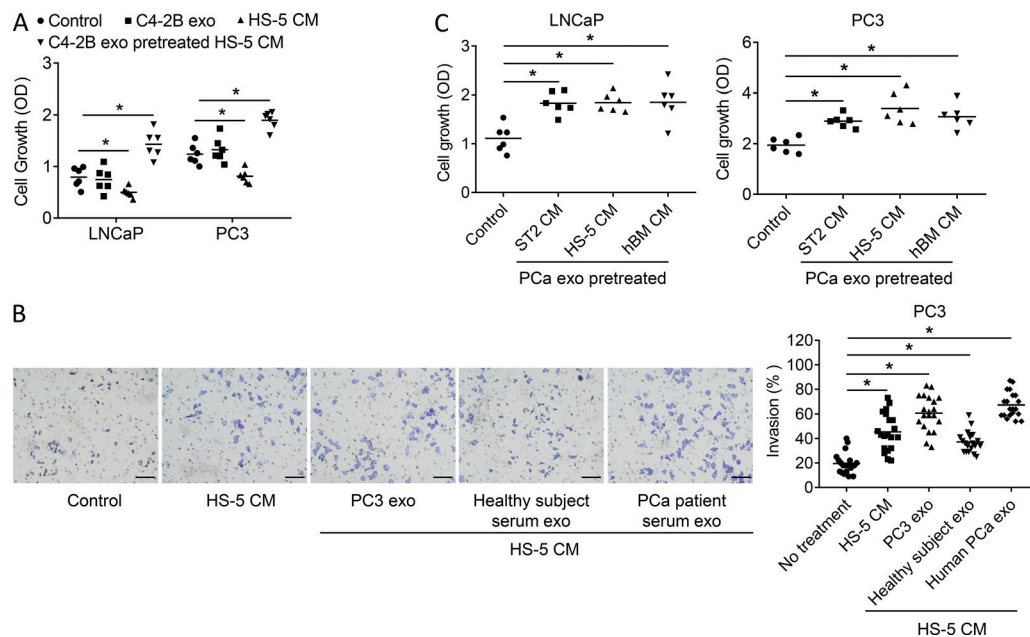 A
● Control ■ C4-2B exo ▲ HS-5 CM
▼ C4-2B exo pretreated HS-5 CM
Cell Growth (OD)
3
2
1
0
* * * *
LNCaP PC3
C
LNCaP
Cell growth (OD)
3
2
1
0
*
*
*
Control
ST2 CM
HS-5 CM
hBM CM
PCa exo pretreated
PC3
Cell growth (OD)
6
4
2
0
*
*
*
Control
ST2 CM
HS-5 CM
hBM CM
PCa exo pretreated
B
Control
HS-5 CM
PC3 exo
Healthy subject
serum exo
PCa patient
serum exo
HS-5 CM
PC3
Invasion (%)
120
100
80
60
40
20
0
*
*
*
*
No treatment
HS-5 CM
PC3 exo
Healthy subject exo
Human PCa exo
HS-5 CM